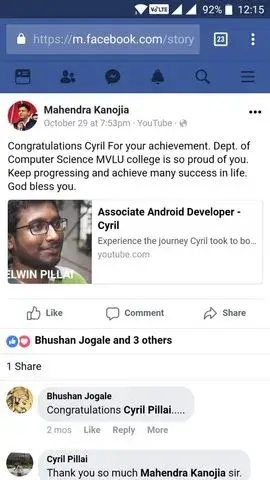 VoLTE 92% 12:15
https://m.facebook.com/story 23
Mahendra Kanojia
October 29 at 7:53pm · YouTube ·
Congratulations Cyril For your achievement. Dept. of
Computer Science MVLU college is so proud of you.
Keep progressing and achieve many success in life.
God bless you.
Associate Android Developer -
Cyril
Experience the journey Cyril took to bo...
youtube.com
ELWIN PILLAI
Like Comment Share
Bhushan Jogale and 3 others
1 Share
Bhushan Jogale
Congratulations Cyril Pillai.....
2 mos Like Reply More
Cyril Pillai
Thank you so much Mahendra Kanojia sir.